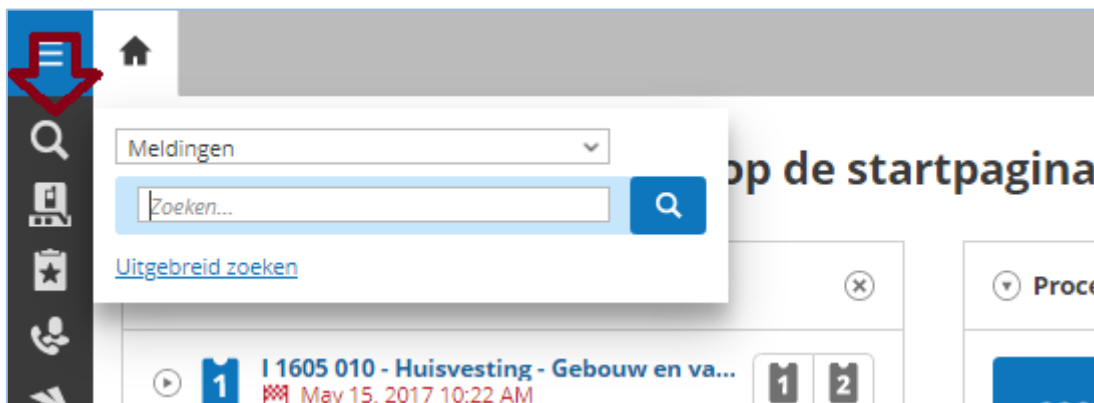 Meldingen
op de startpagina
Zoeken...
Uitgebreid zoeken
1
I 1605 010 - Huisvesting - Gebouw en va...
May 15, 2017 10:22 AM
1 2